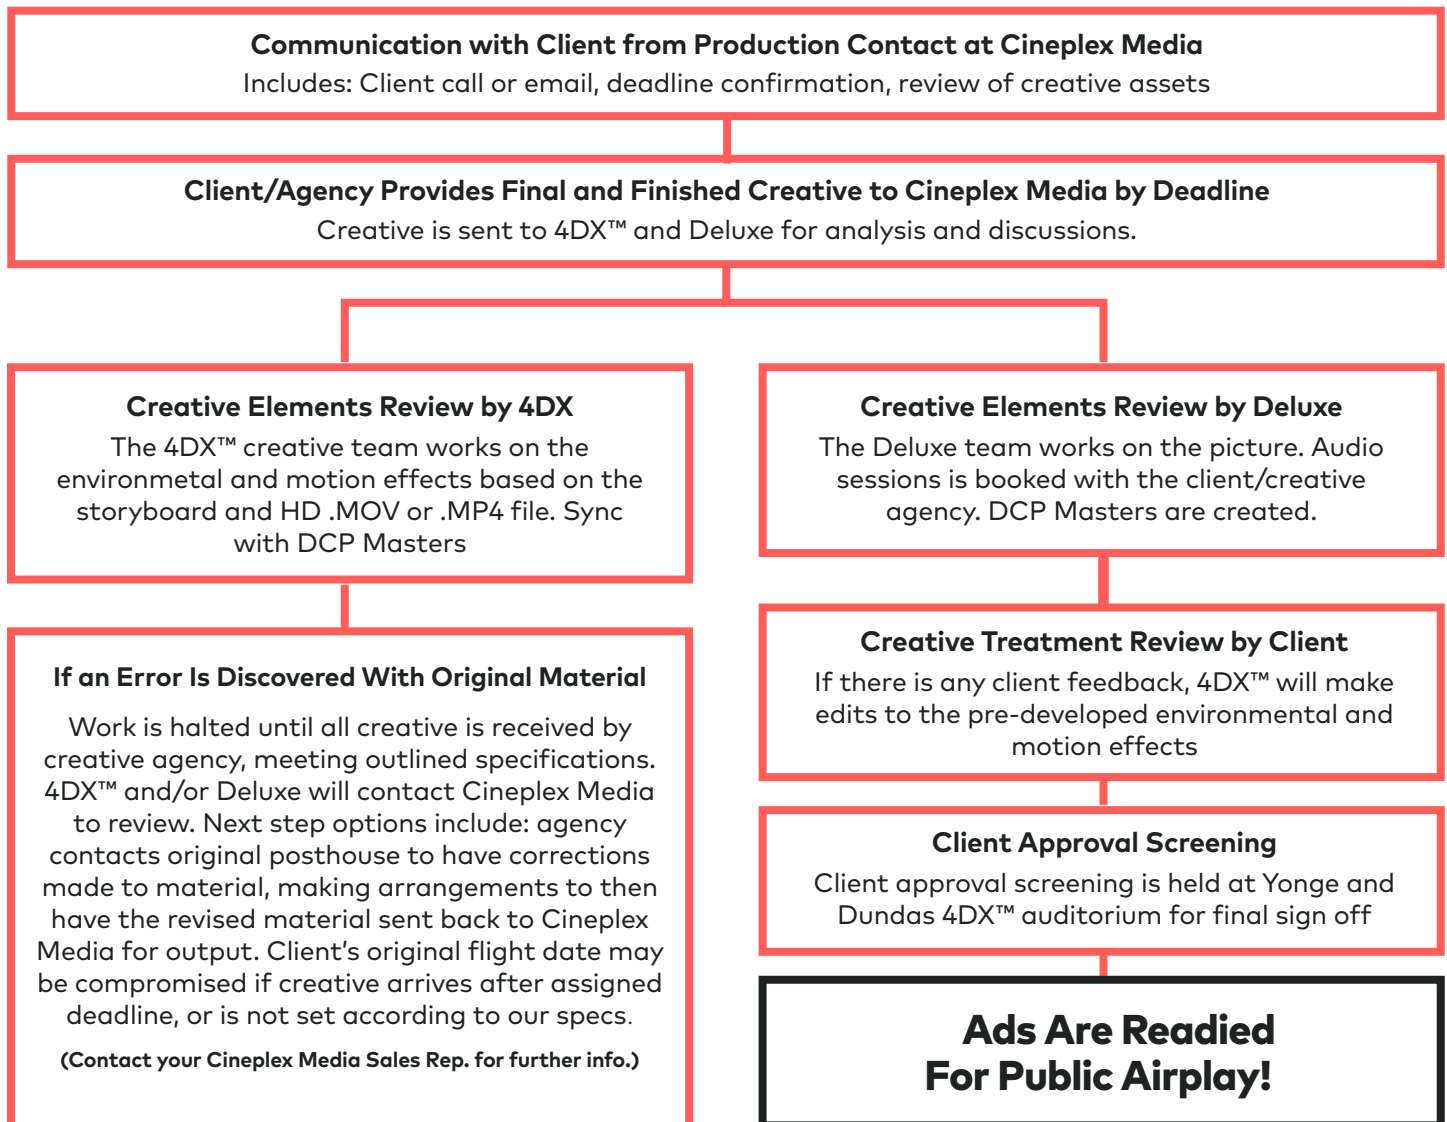 Communication with Client from Production Contact at Cineplex Media
Includes: Client call or email, deadline confirmation, review of creative assets
Client/Agency Provides Final and Finished Creative to Cineplex Media by Deadline
Creative is sent to 4DX™ and Deluxe for analysis and discussions.
Creative Elements Review by 4DX
The 4DX™ creative team works on the
environmetal and motion effects based on the
storyboard and HD .MOV or .MP4 file. Sync
with DCP Masters
If an Error Is Discovered With Original Material
Work is halted until all creative is received by
creative agency, meeting outlined specifications.
4DX™ and/or Deluxe will contact Cineplex Media
to review. Next step options include: agency
contacts original posthouse to have corrections
made to material, making arrangements to then
have the revised material sent back to Cineplex
Media for output. Client's original flight date may
be compromised if creative arrives after assigned
deadline, or is not set according to our specs.
(Contact your Cineplex Media Sales Rep. for further info.)
Creative Elements Review by Deluxe
The Deluxe team works on the picture. Audio
sessions is booked with the client/creative
agency. DCP Masters are created.
Creative Treatment Review by Client
If there is any client feedback, 4DX™ will make
edits to the pre-developed environmental and
motion effects
Client Approval Screening
Client approval screening is held at Yonge and
Dundas 4DX™ auditorium for final sign off
Ads Are Readied
For Public Airplay!